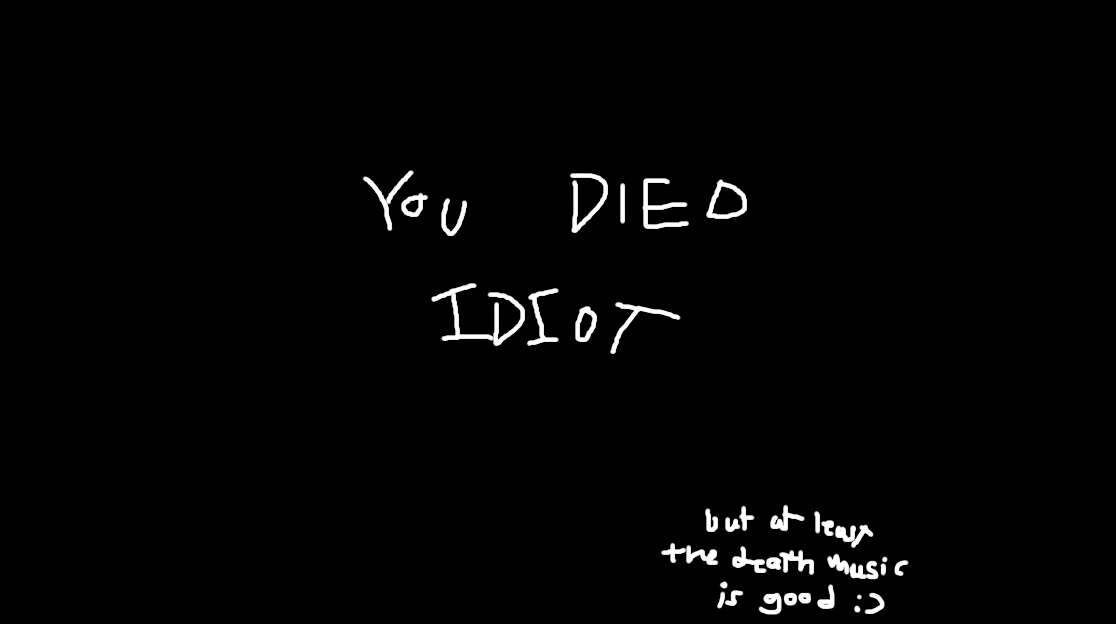 YOU DIED
IDIOT
but at least
the death music
is good :)